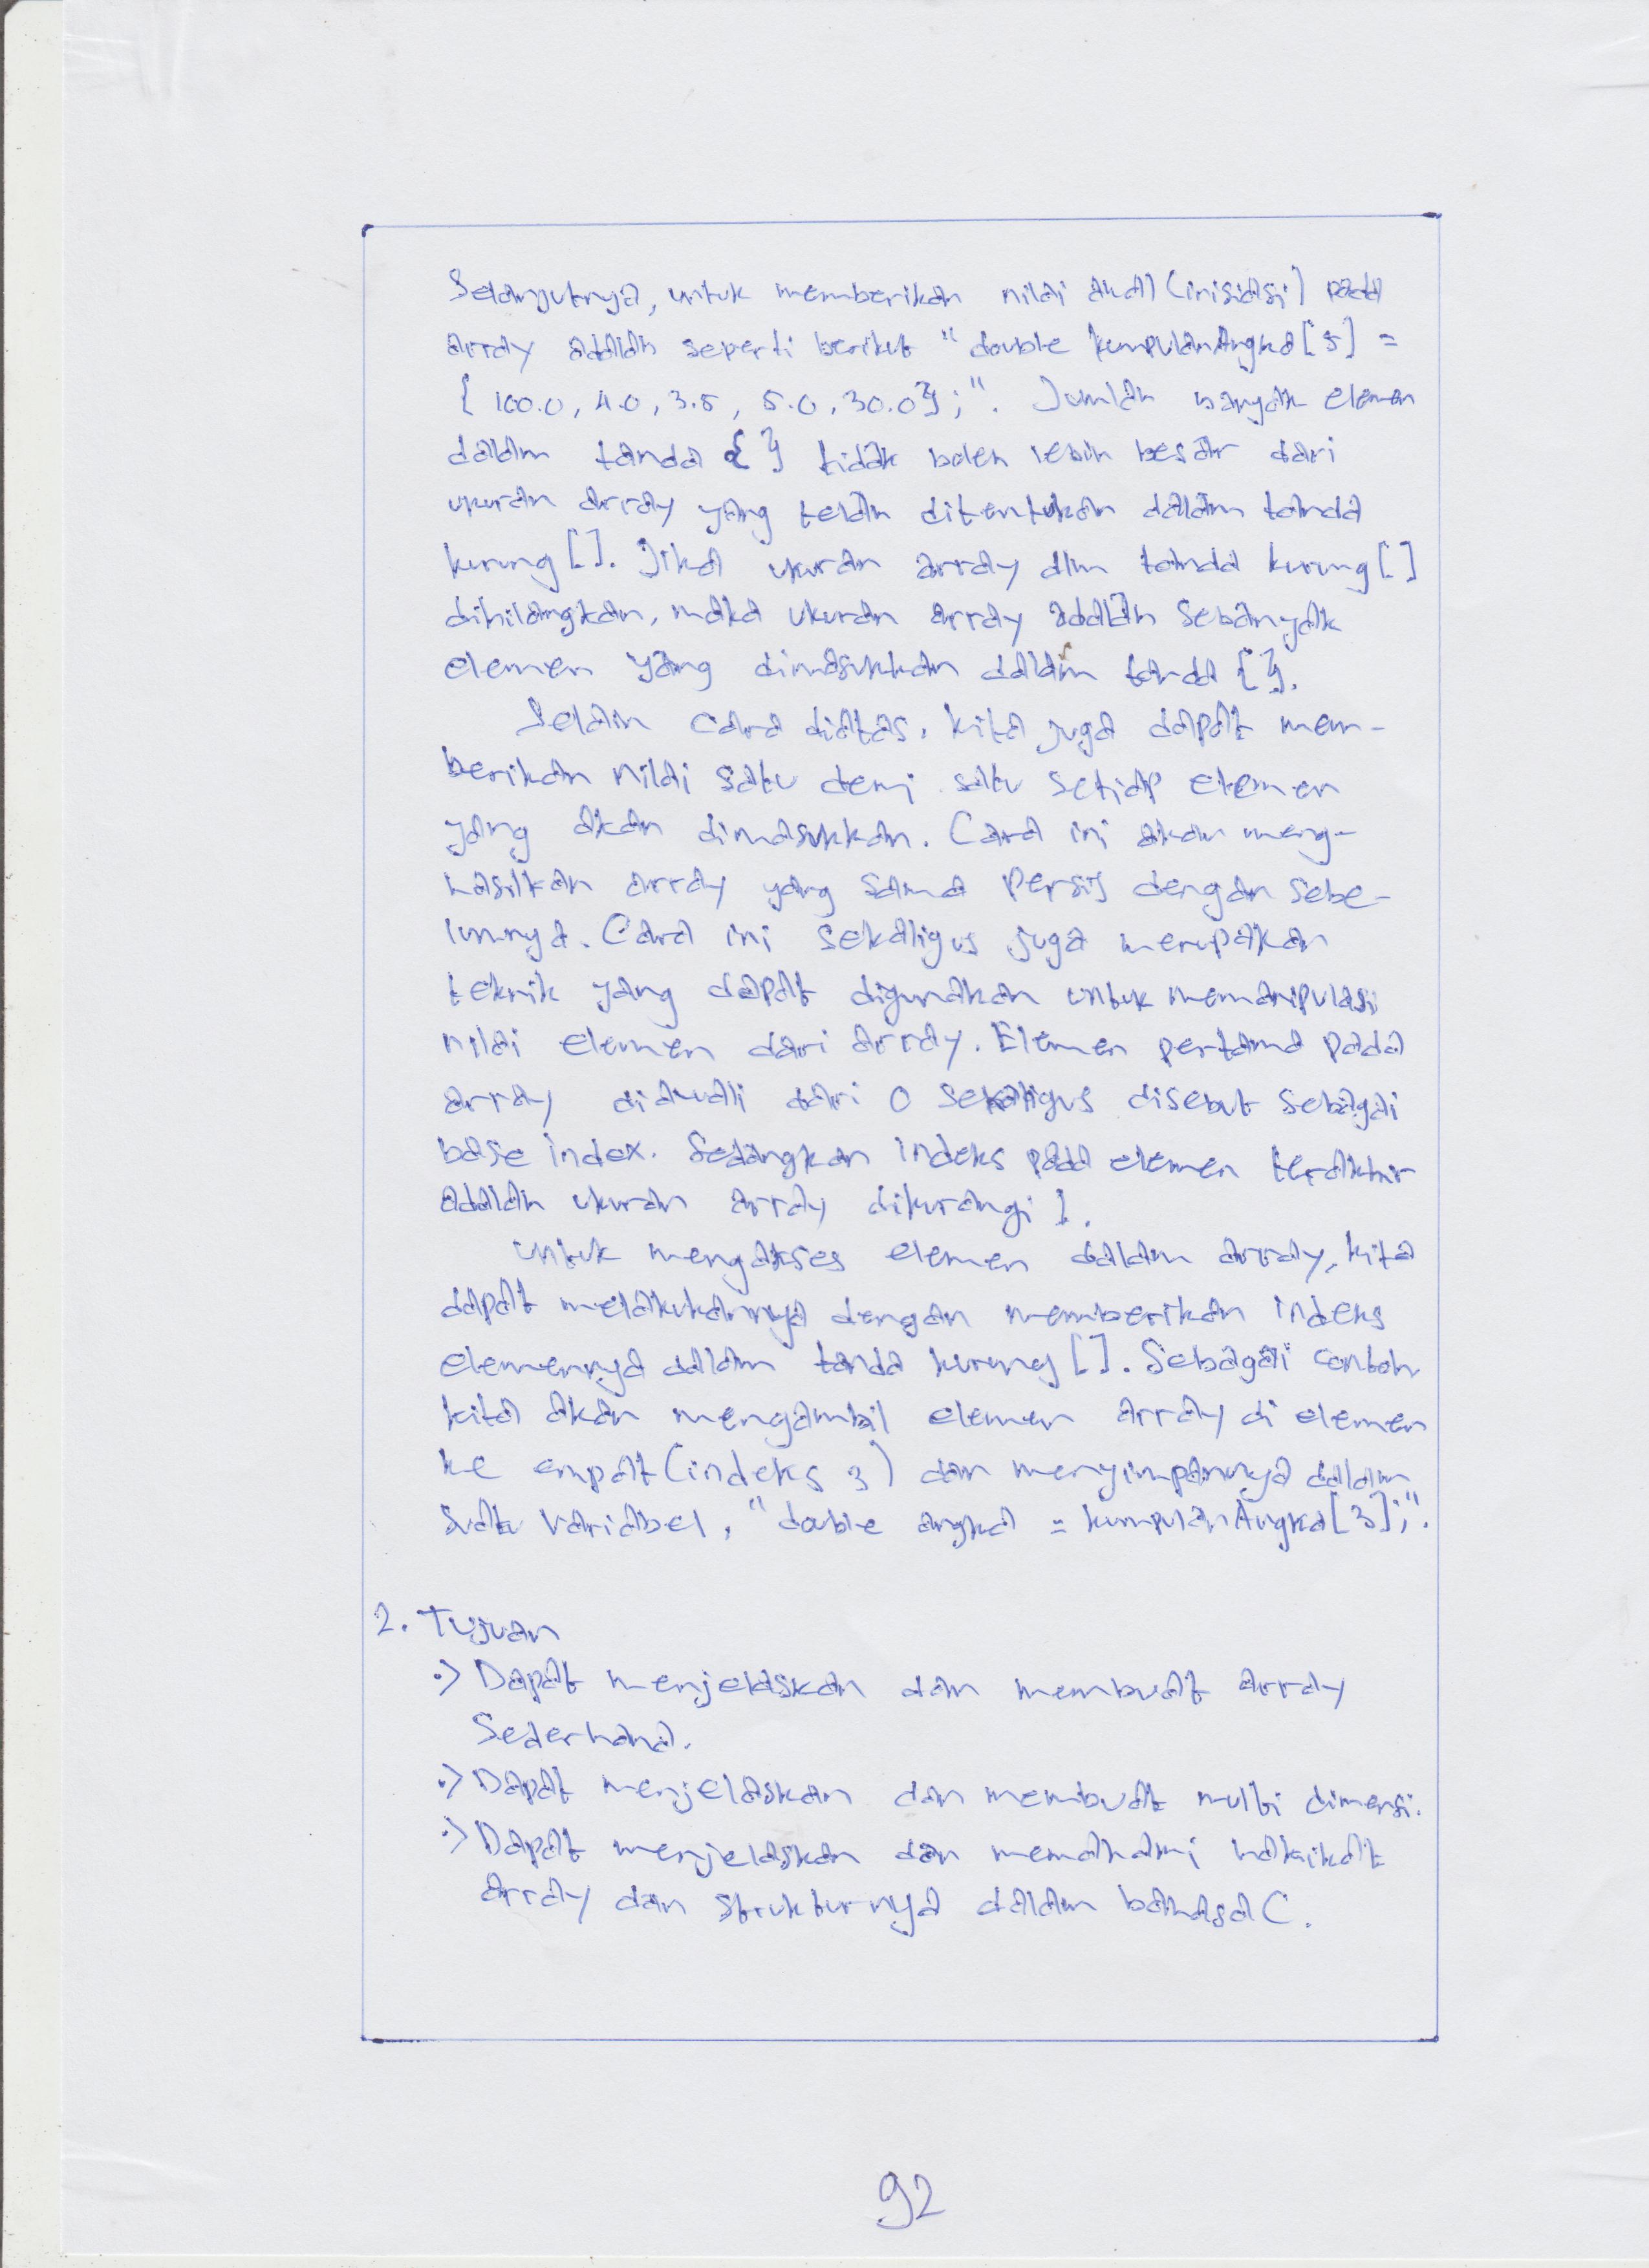 Selanjutnya, untuk memberikan nilai awal (inisiasi) pada
array adalah seperti berikut "double kumpulanAngka[5] =
{ 100.0, 4.0, 3.5, 5.0, 30.0};". Jumlah banyak elemen
dalam tanda { } tidak boleh lebih besar dari
ukuran array yang telah ditentukan dalam tanda
kurung []. Jika ukuran array dlm tanda kurung []
dihilangkan, maka ukuran array adalah sebanyak
elemen yang dimasukkan dalam tanda { }.
Selain cara diatas, kita juga dapat mem-
berikan nilai satu demi satu setiap elemen
yang akan dimasukkan. Cara ini akan meng-
hasilkan array yang sama persis dengan sebe-
lumnya. Cara ini sekaligus juga merupakan
teknik yang dapat digunakan untuk memanipulasi
nilai elemen dari array. Elemen pertama pada
array diawali dari 0 sekaligus disebut sebagai
base index. Sedangkan indeks pada elemen terakhir
adalah ukuran array dikurangi 1.
Untuk mengakses elemen dalam array, kita
dapat melakukannya dengan memberikan indeks
elemennya dalam tanda kurung []. Sebagai contoh
kita akan mengambil elemen array di elemen
ke empat (indeks 3) dan menyimpannya dalam
suatu variabel, "double angka = kumpulanAngka[3];".
2. Tujuan
·> Dapat menjelaskan dan membuat array
Sederhana.
·> Dapat menjelaskan dan membuat multi dimensi.
·> Dapat menjelaskan dan memahami hakikat
array dan strukturnya dalam bahasa C.
92